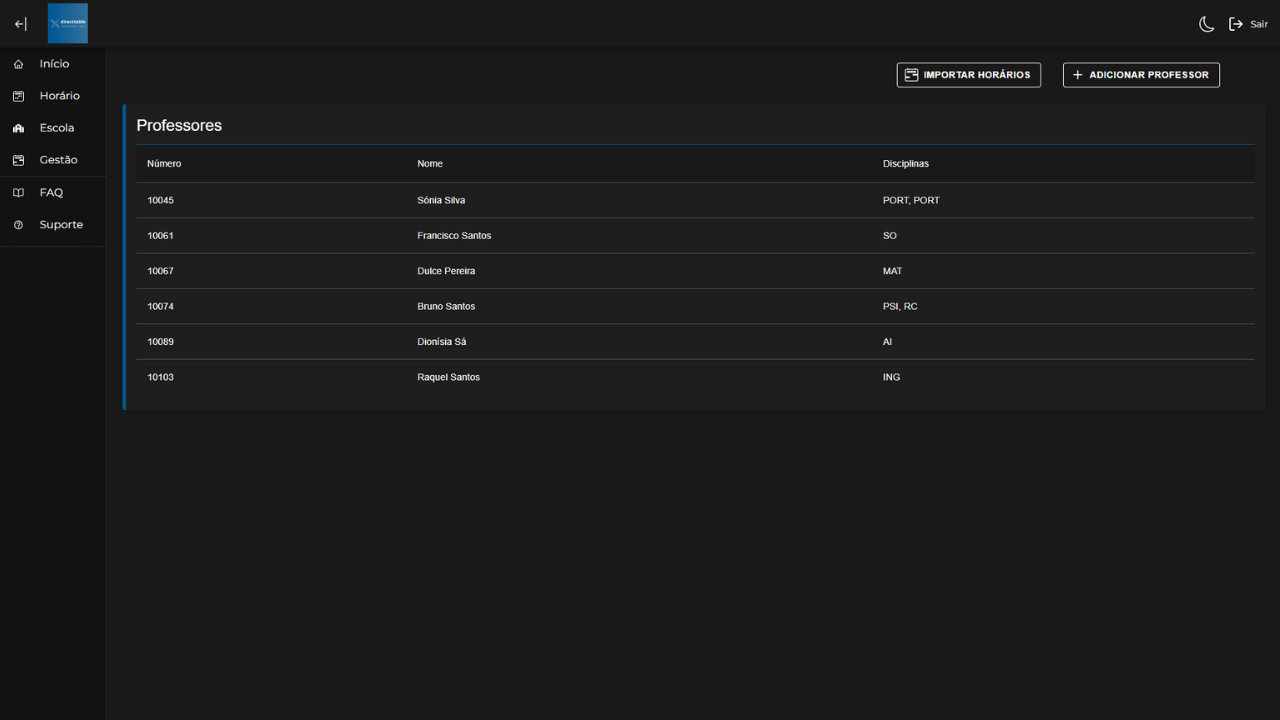 directtable
Sair
Início
Horário
Escola
Gestão
FAQ
Suporte
IMPORTAR HORÁRIOS
ADICIONAR PROFESSOR
Professores
Número Nome Disciplinas
10045 Sónia Silva PORT, PORT
10061 Francisco Santos SO
10067 Dulce Pereira MAT
10074 Bruno Santos PSI, RC
10089 Dionísia Sá AI
10103 Raquel Santos ING